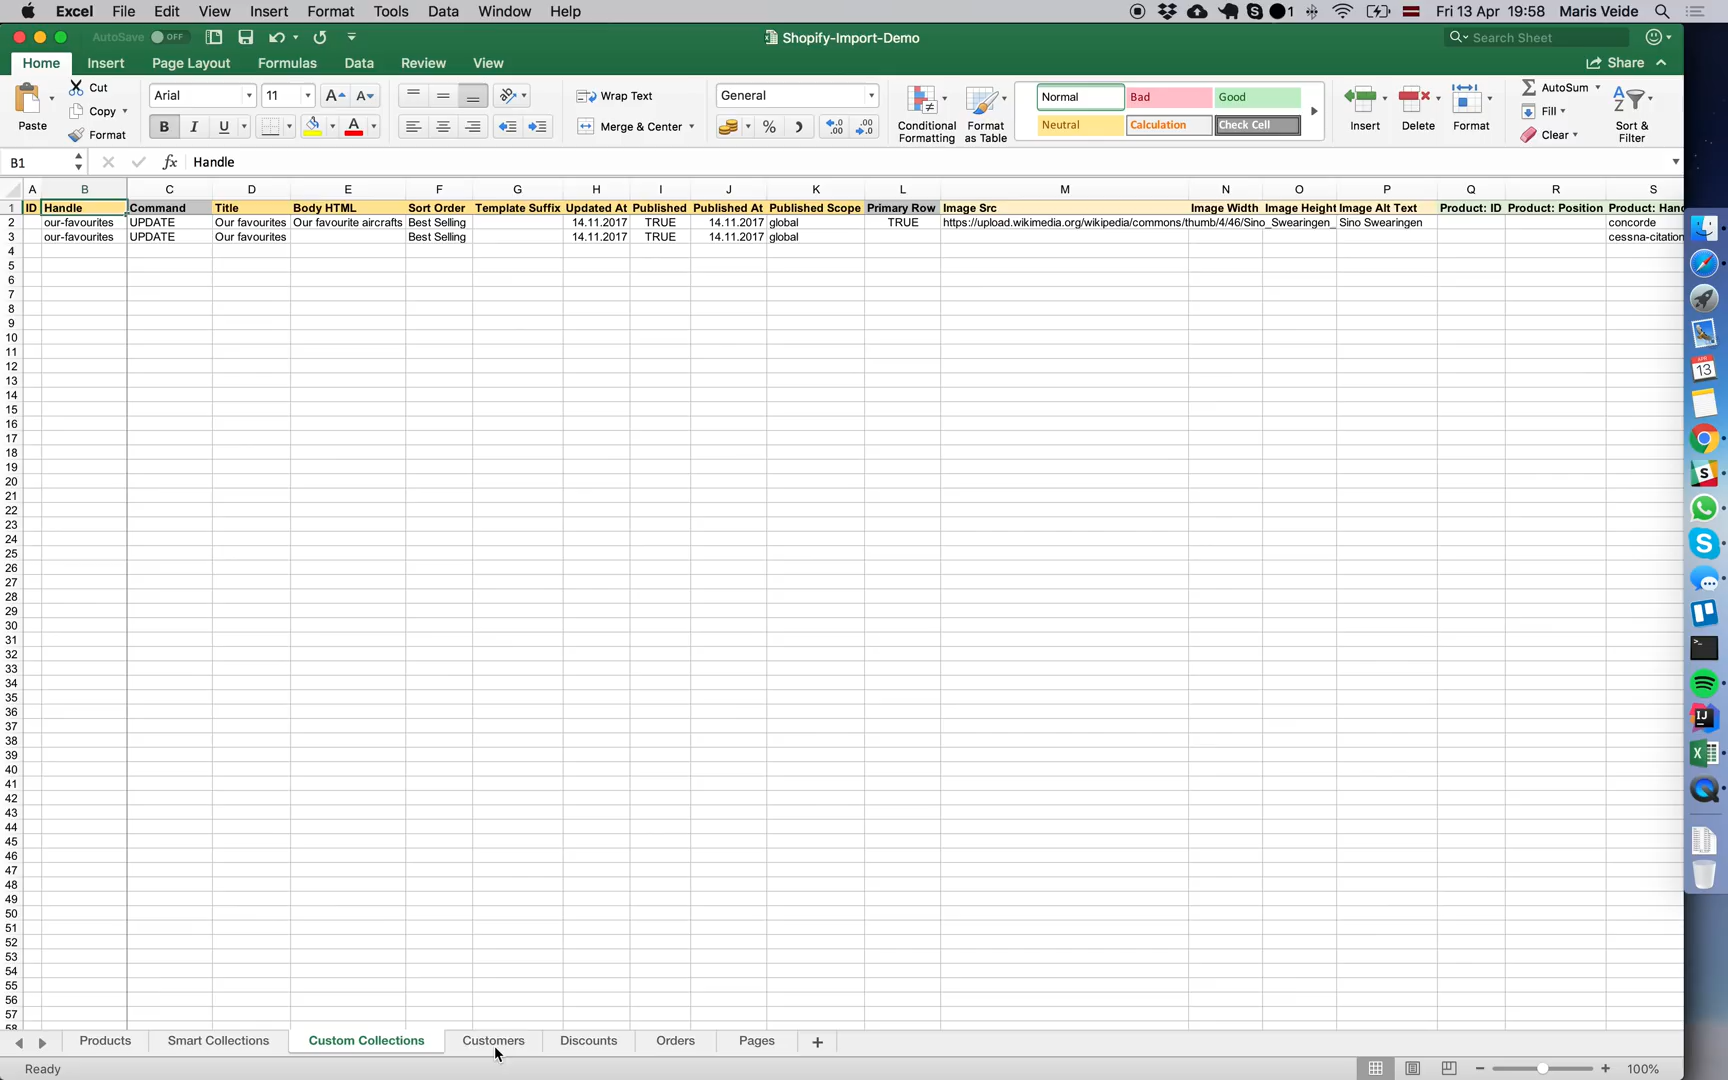 Excel File Edit View Insert Format Tools Data Window Help
1 Fri 13 Apr 19:58 Maris Veide
AutoSave OFF
Shopify-Import-Demo
Search Sheet
Home Insert Page Layout Formulas Data Review View
Share
Paste
Cut
Copy
Format
Arial 11
B I U
Wrap Text
Merge & Center
General
Conditional Formatting
Format as Table
Normal Bad Good
Neutral Calculation Check Cell
Insert Delete Format
AutoSum
Fill
Clear
Sort & Filter
B1 fx Handle
A B C D E F G H I J K L M N O P Q R S
1 ID Handle Command Title Body HTML Sort Order Template Suffix Updated At Published Published At Published Scope Primary Row Image Src Image Width Image Height Image Alt Text Product: ID Product: Position Product: Han
2 our-favourites UPDATE Our favourites Our favourite aircrafts Best Selling 14.11.2017 TRUE 14.11.2017 global TRUE https://upload.wikimedia.org/wikipedia/commons/thumb/4/46/Sino_Swearingen_ Sino Swearingen concorde
3 our-favourites UPDATE Our favourites Best Selling 14.11.2017 TRUE 14.11.2017 global cessna-citation
4
5
6
7
8
9
10
11
12
13
14
15
16
17
18
19
20
21
22
23
24
25
26
27
28
29
30
31
32
33
34
35
36
37
38
39
40
41
42
43
44
45
46
47
48
49
50
51
52
53
54
55
56
57
58
Products Smart Collections Custom Collections Customers Discounts Orders Pages
Ready
100%